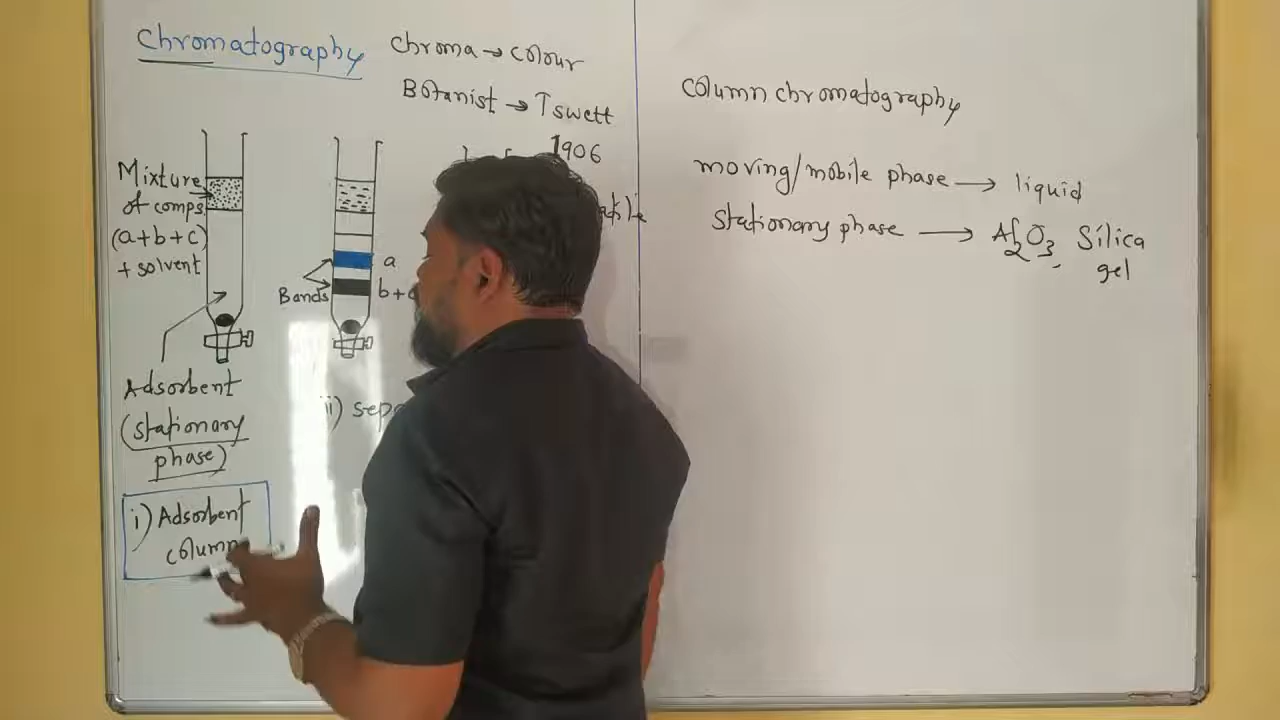 Chromatography
Chroma → colour
Botanist → Tswett
1906
Mixture
of comps
(a+b+c)
+ solvent
a
Bands
b+
Adsorbent
(stationary
phase)
i) Adsorbent
column
ii)
column chromatography
moving/mobile phase → liquid
stationary phase → Al2O3, Silica
gel